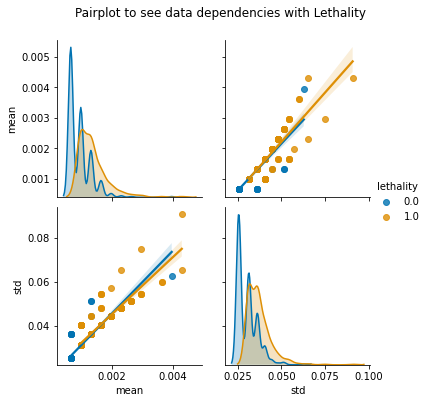 Pairplot to see data dependencies with Lethality
0.005
0.004
0.003
0.002
0.001
mean
lethality
0.0
1.0
0.08
0.06
0.04
std
0.002
0.004
mean
0.025
0.050
0.075
0.100
std